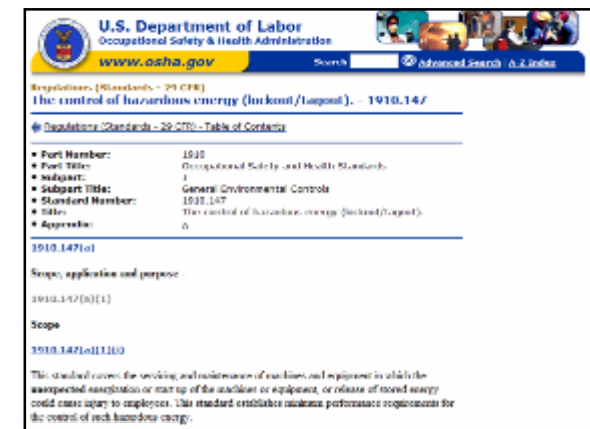 U.S. Department of Labor
Occupational Safety & Health Administration
www.osha.gov
Search
Advanced Search | A-Z Index
Regulations (Standards - 29 CFR)
The control of hazardous energy (lockout/tagout). - 1910.147
Regulations (Standards - 29 CFR) - Table of Contents
• Part Number: 1910
• Part Title: Occupational Safety and Health Standards
• Subpart: J
• Subpart Title: General Environmental Controls
• Standard Number: 1910.147
• Title: The control of hazardous energy (lockout/tagout).
• Appendix: A
1910.147(a)
Scope, application and purpose -
1910.147(a)(1)
Scope
1910.147(a)(1)(i)
This standard covers the servicing and maintenance of machines and equipment in which the
unexpected energization or start up of the machines or equipment, or release of stored energy
could cause injury to employees. This standard establishes minimum performance requirements for
the control of such hazardous energy.